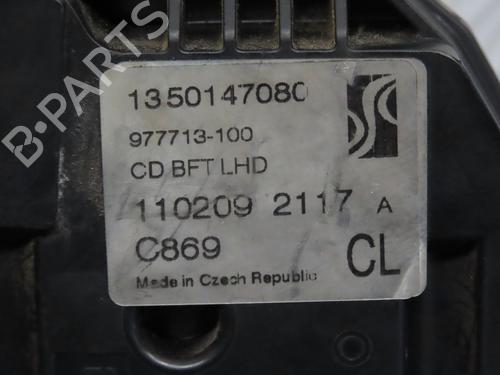 1350147080
977713-100
CD BFT LHD
110209 2117 A
C869
CL
Made in Czech Republic
B-PARTS